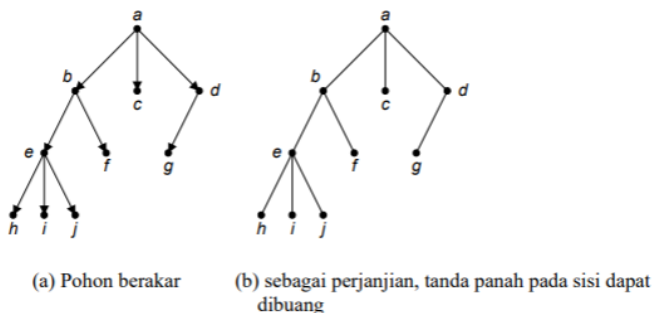 a a
b b
d d
c c
e e
f g f g
h i j h i j
(a) Pohon berakar (b) sebagai perjanjian, tanda panah pada sisi dapat
dibuang